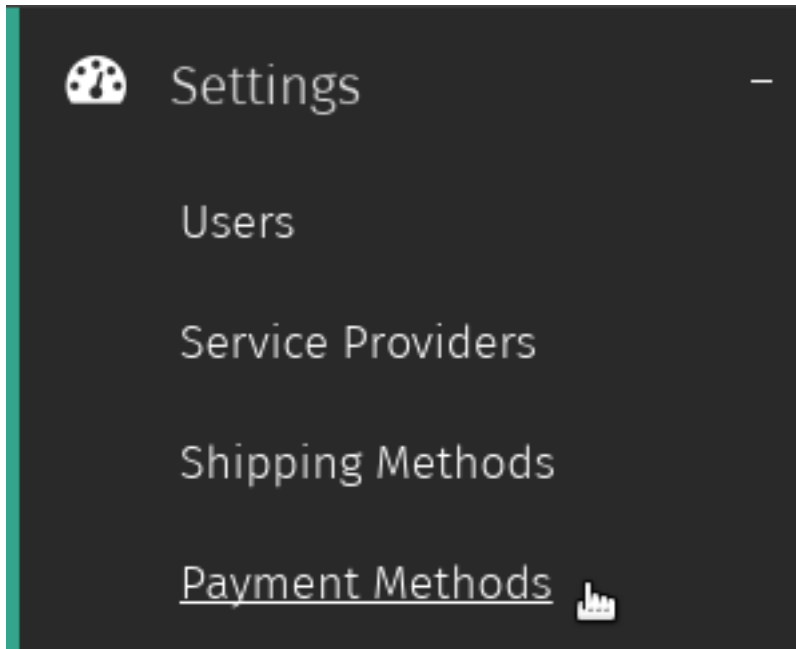 Settings
Users
Service Providers
Shipping Methods
Payment Methods